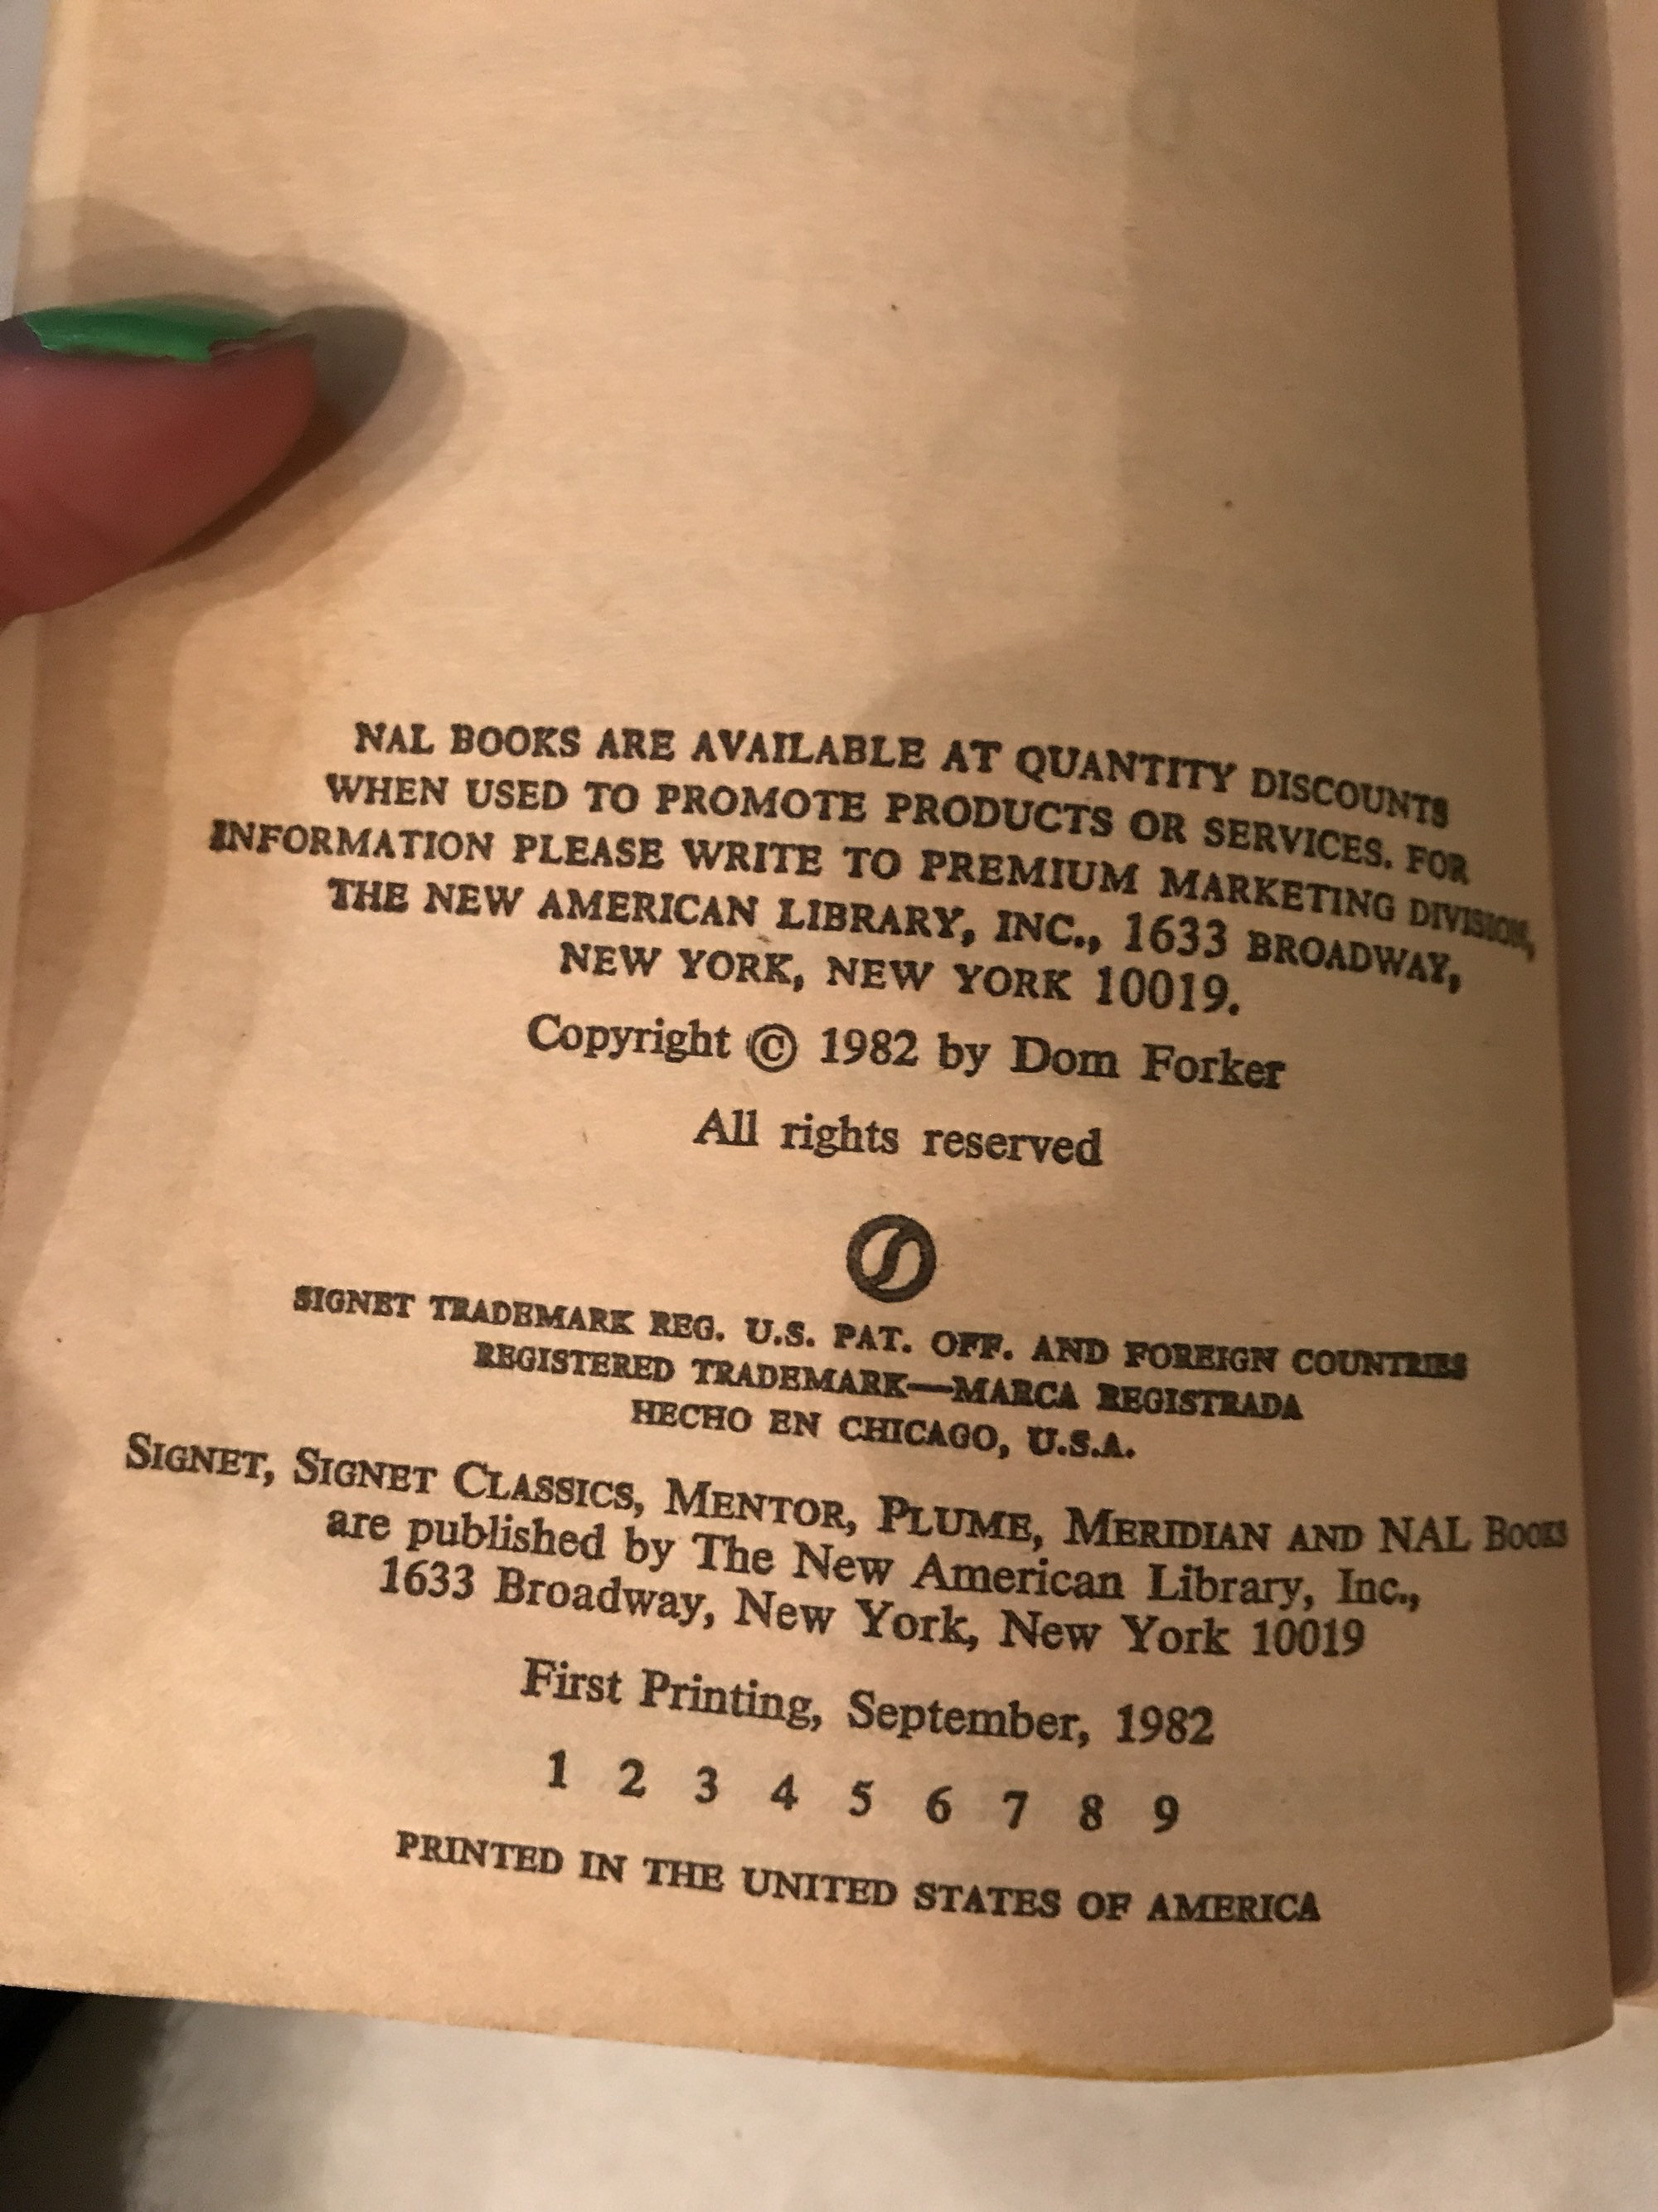 NAL BOOKS ARE AVAILABLE AT QUANTITY DISCOUNTS
WHEN USED TO PROMOTE PRODUCTS OR SERVICES. FOR
INFORMATION PLEASE WRITE TO PREMIUM MARKETING DIVISION,
THE NEW AMERICAN LIBRARY, INC., 1633 BROADWAY,
NEW YORK, NEW YORK 10019.
Copyright © 1982 by Dom Forker
All rights reserved
SIGNET TRADEMARK REG. U.S. PAT. OFF. AND FOREIGN COUNTRIES
REGISTERED TRADEMARK—MARCA REGISTRADA
HECHO EN CHICAGO, U.S.A.
SIGNET, SIGNET CLASSICS, MENTOR, PLUME, MERIDIAN AND NAL BOOKS
are published by The New American Library, Inc.,
1633 Broadway, New York, New York 10019
First Printing, September, 1982
1 2 3 4 5 6 7 8 9
PRINTED IN THE UNITED STATES OF AMERICA